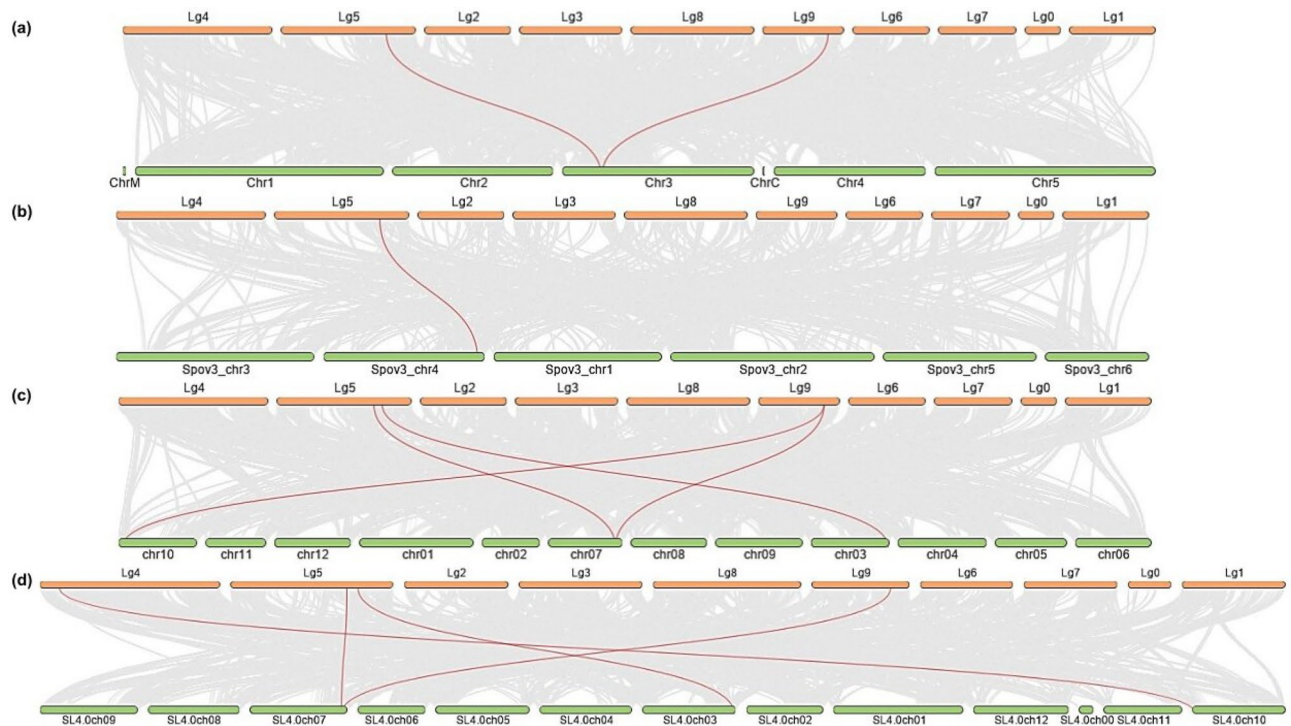 (a)
Lg4 Lg5 Lg2 Lg3 Lg8 Lg9 Lg6 Lg7 Lg0 Lg1
ChrM Chr1 Chr2 Chr3 ChrC Chr4 Chr5
(b)
Lg4 Lg5 Lg2 Lg3 Lg8 Lg9 Lg6 Lg7 Lg0 Lg1
Spov3_chr3 Spov3_chr4 Spov3_chr1 Spov3_chr2 Spov3_chr5 Spov3_chr6
(c)
Lg4 Lg5 Lg2 Lg3 Lg8 Lg9 Lg6 Lg7 Lg0 Lg1
chr10 chr11 chr12 chr01 chr02 chr07 chr08 chr09 chr03 chr04 chr05 chr06
(d)
Lg4 Lg5 Lg2 Lg3 Lg8 Lg9 Lg6 Lg7 Lg0 Lg1
SL4.0ch09 SL4.0ch08 SL4.0ch07 SL4.0ch06 SL4.0ch05 SL4.0ch04 SL4.0ch03 SL4.0ch02 SL4.0ch01 SL4.0ch12 SL4.0ch00 SL4.0ch11 SL4.0ch10